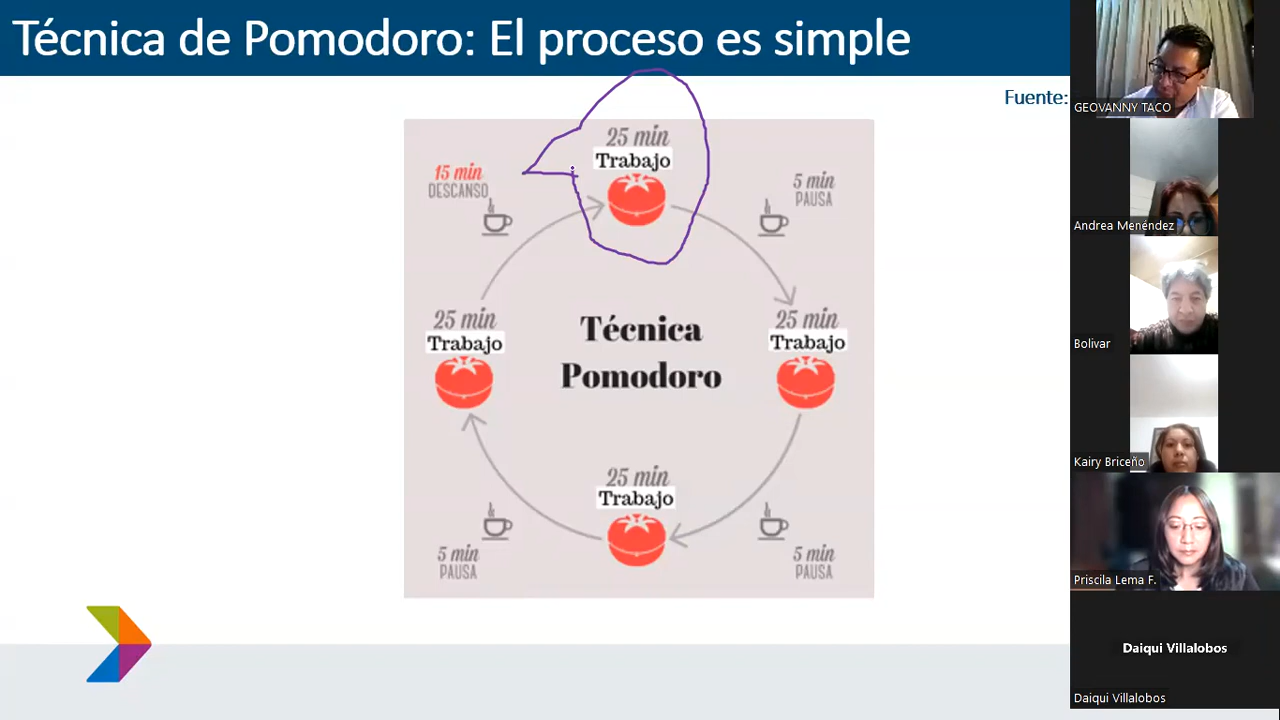 Técnica de Pomodoro: El proceso es simple
Fuente:
25 min
Trabajo
15 min
DESCANSO
5 min
PAUSA
25 min
Trabajo
Técnica
Pomodoro
25 min
Trabajo
25 min
Trabajo
5 min
PAUSA
5 min
PAUSA
GEOVANNY TACO
Andrea Menéndez
Bolivar
Kairy Briceño
Priscila Lema F.
Daiqui Villalobos
Daiqui Villalobos